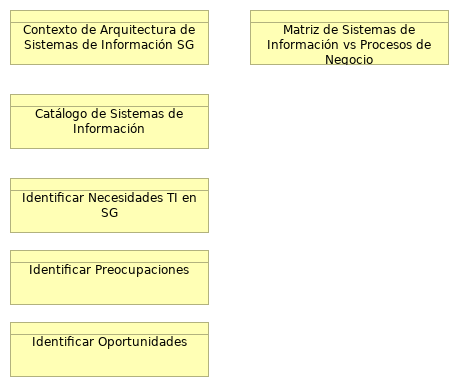 Contexto de Arquitectura de
Sistemas de Información SG
Matriz de Sistemas de
Información vs Procesos de
Negocio
Catálogo de Sistemas de
Información
Identificar Necesidades TI en
SG
Identificar Preocupaciones
Identificar Oportunidades